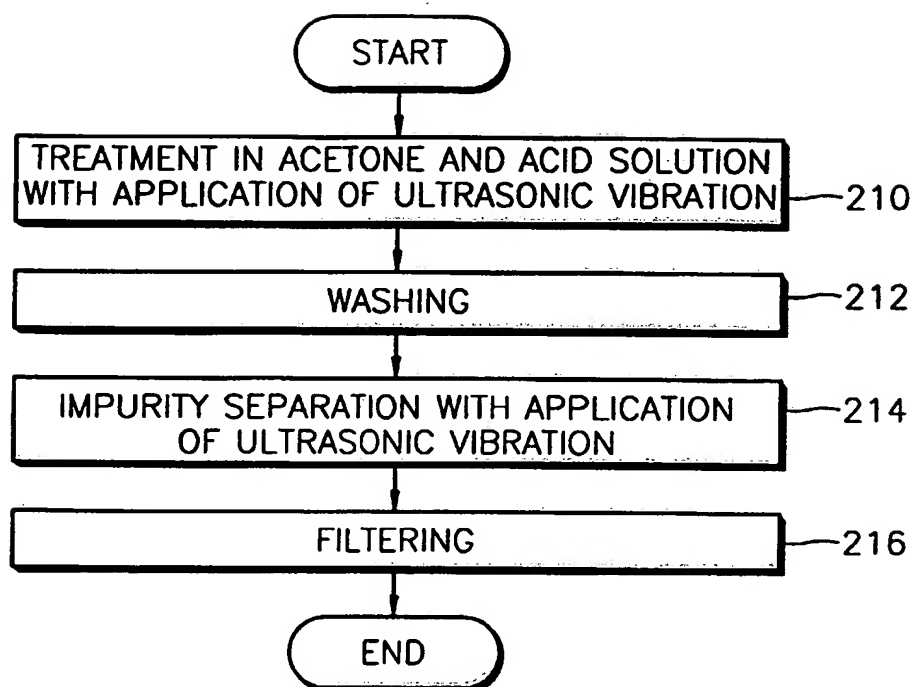 START
TREATMENT IN ACETONE AND ACID SOLUTION
WITH APPLICATION OF ULTRASONIC VIBRATION
210
WASHING
212
IMPURITY SEPARATION WITH APPLICATION
OF ULTRASONIC VIBRATION
214
FILTERING
216
END